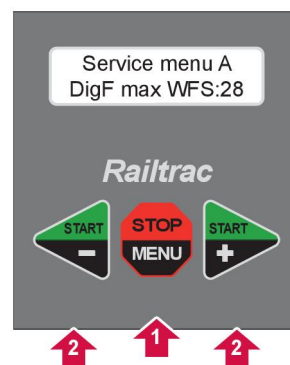 Service menu A
DigF max WFS:28
Railtrac
START STOP START
- MENU +
2 1 2